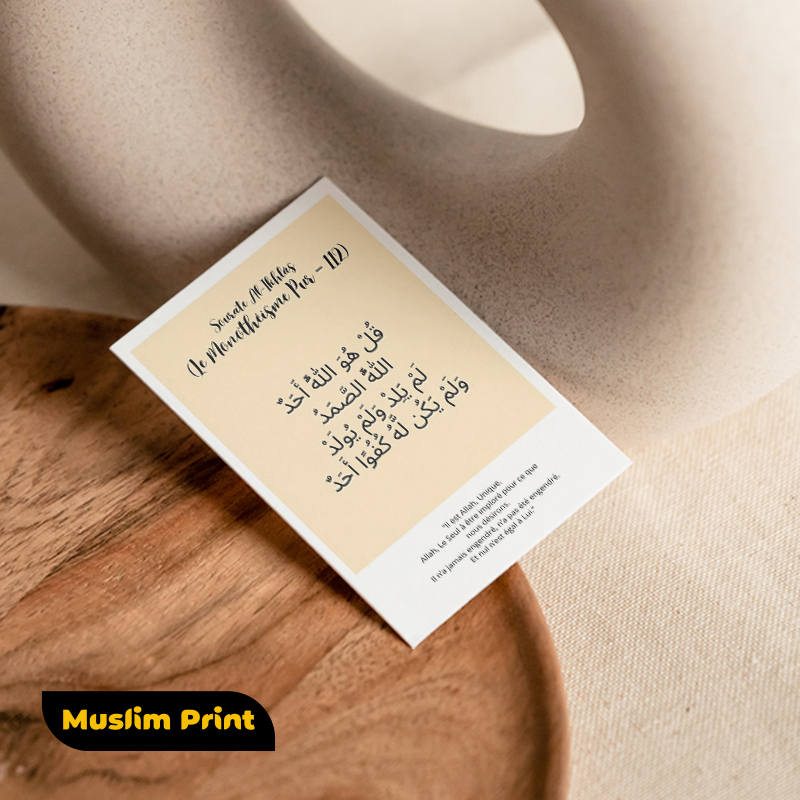 Sourate Al-Ikhlas
(Le Monothéisme Pur – 112)
قُلْ هُوَ اللَّهُ أَحَدٌ
اللَّهُ الصَّمَدُ
لَمْ يَلِدْ وَلَمْ يُولَدْ
وَلَمْ يَكُن لَّهُ كُفُوًا أَحَدٌ
"Il est Allah, Unique.
Allah, Le Seul à être imploré pour ce que
nous désirons.
Il n'a jamais engendré, n'a pas été engendré.
Et nul n'est égal à Lui."
Muslim Print